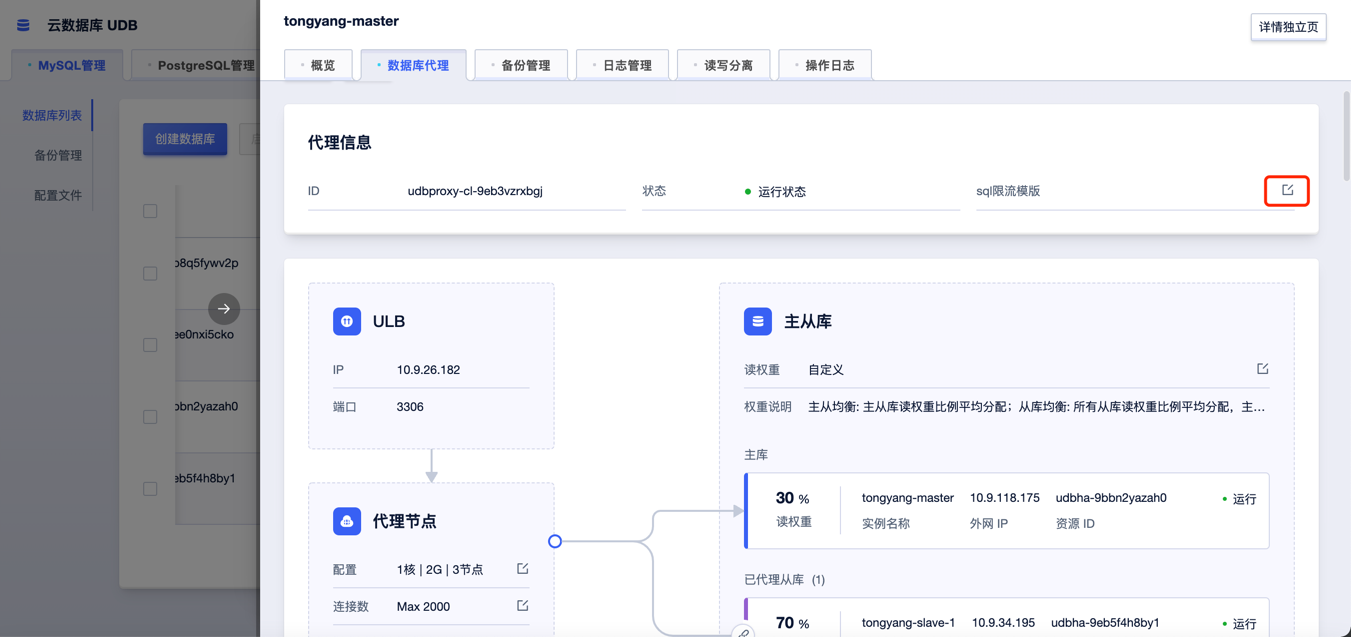 云数据库 UDB
MySQL管理
PostgreSQL管理
数据库列表
备份管理
配置文件
创建数据库
o8q5fywv2p
ee0nxi5cko
bbn2yazah0
eb5f4h8by1
tongyang-master
详情独立页
概览
数据库代理
备份管理
日志管理
读写分离
操作日志
代理信息
ID udbproxy-cl-9eb3vzrxbgj 状态 运行状态 sql限流模版
ULB
IP 10.9.26.182
端口 3306
代理节点
配置 1核 | 2G | 3节点
连接数 Max 2000
主从库
读权重 自定义
权重说明 主从均衡: 主从库读权重比例平均分配；从库均衡: 所有从库读权重比例平均分配，主...
主库
30 % tongyang-master 10.9.118.175 udbha-9bbn2yazah0 运行
读权重 实例名称 外网 IP 资源 ID
已代理从库 (1)
70 % tongyang-slave-1 10.9.34.195 udbha-9eb5f4h8by1 运行